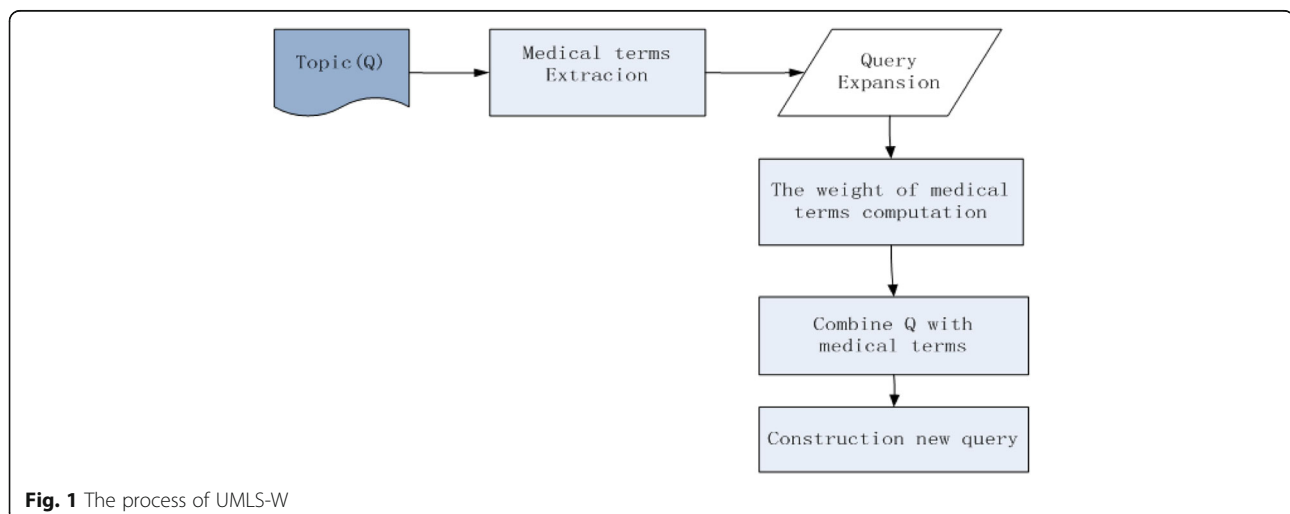 Topic(Q)
Medical terms
Extracion
Query
Expansion
The weight of medical
terms computation
Combine Q with
medical terms
Construction new query
Fig. 1 The process of UMLS-W